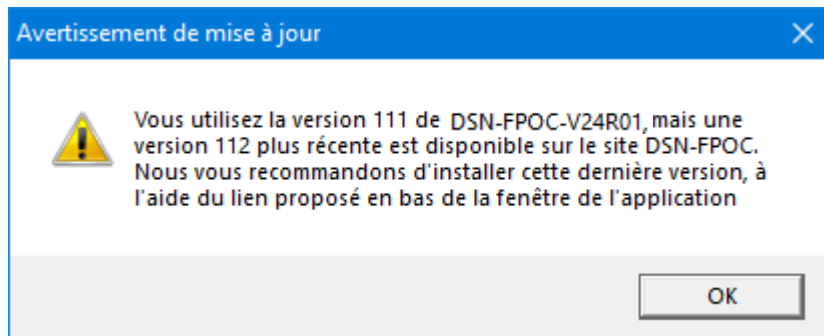 Avertissement de mise à jour
Vous utilisez la version 111 de DSN-FPOC-V24R01, mais une
version 112 plus récente est disponible sur le site DSN-FPOC.
Nous vous recommandons d'installer cette dernière version, à
l'aide du lien proposé en bas de la fenêtre de l'application
OK